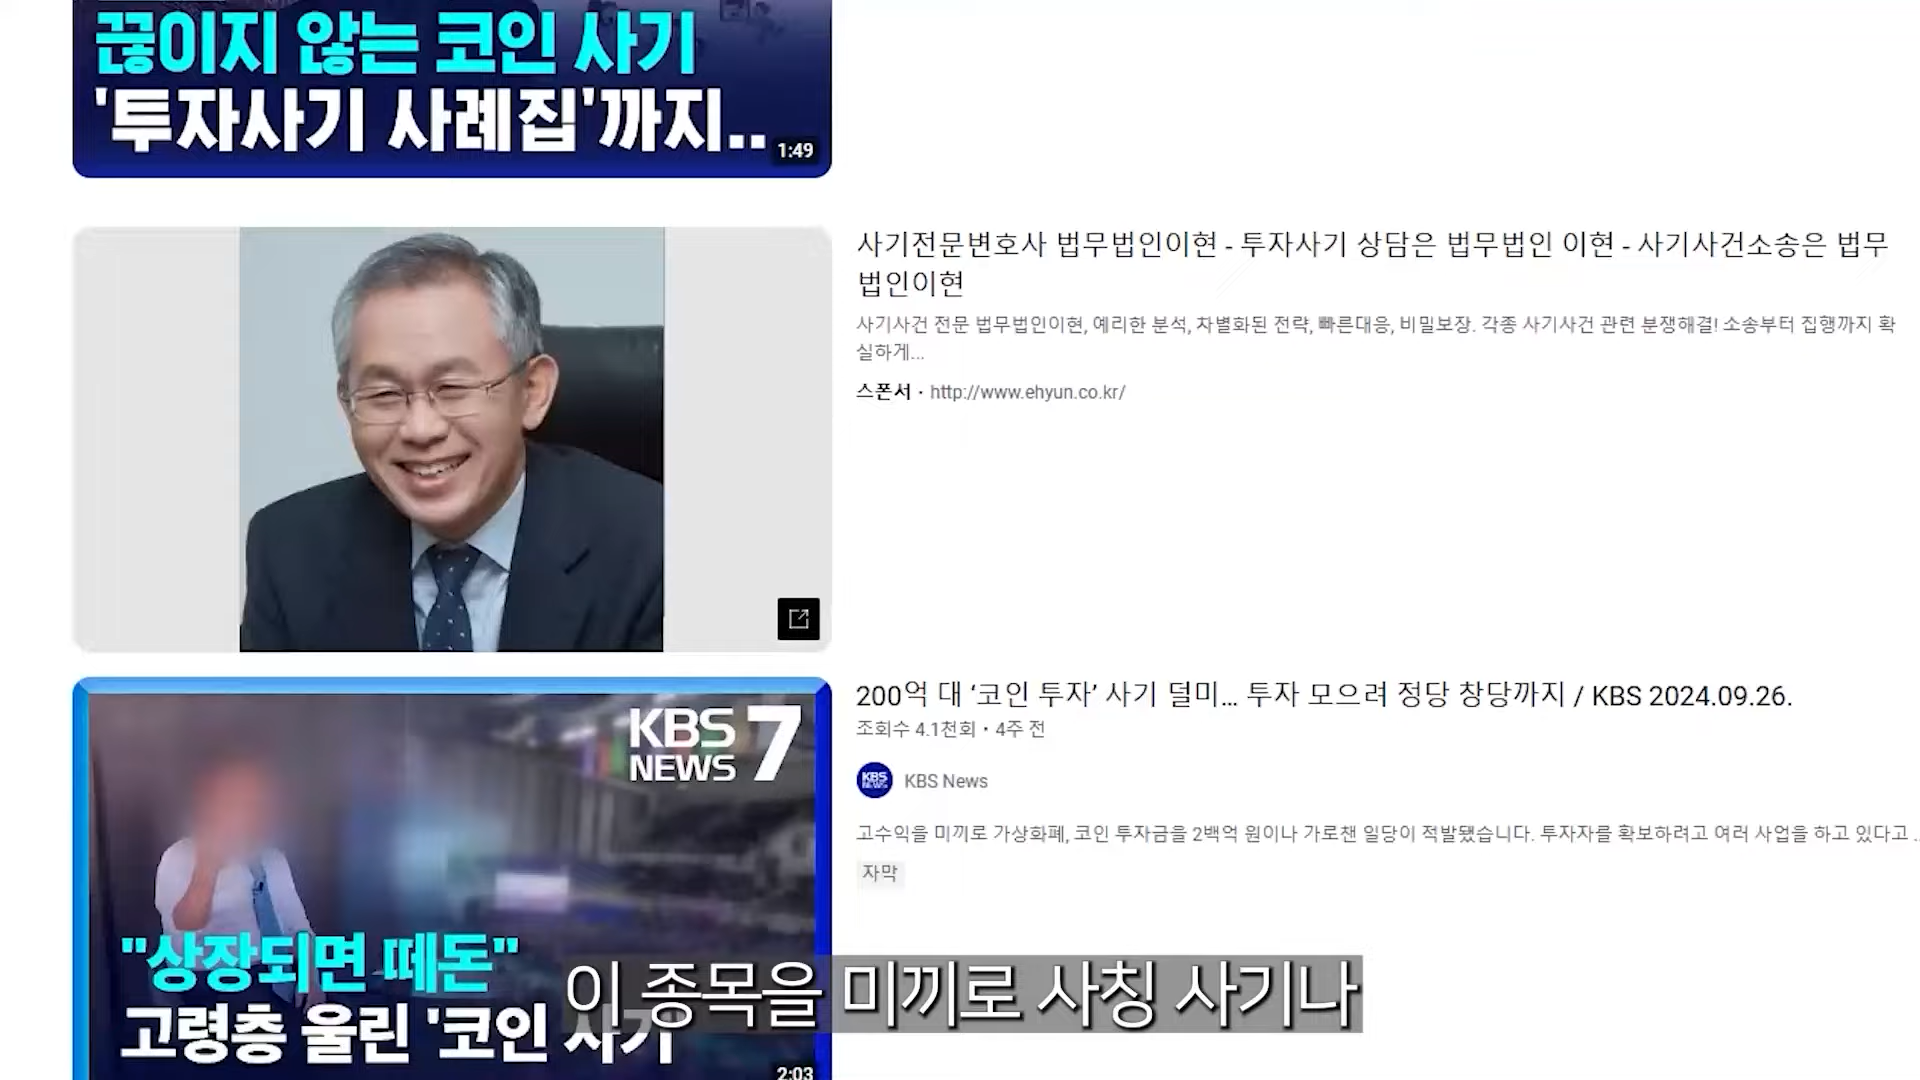 끊이지 않는 코인 사기
'투자사기 사례집'까지..
1:49
사기전문변호사 법무법인이현 - 투자사기 상담은 법무법인 이현 - 사기사건소송은 법무
법인이현
사기사건 전문 법무법인이현, 예리한 분석, 차별화된 전략, 빠른대응, 비밀보장. 각종 사기사건 관련 분쟁해결! 소송부터 집행까지 확
실하게...
스폰서 · http://www.ehyun.co.kr/
KBS
NEWS 7
"상장되면 떼돈"
고령층 울린 '코인 사기
2:03
200억 대 ‘코인 투자’ 사기 덜미… 투자 모으려 정당 창당까지 / KBS 2024.09.26.
조회수 4.1천회 · 4주 전
KBS NEWS
KBS News
고수익을 미끼로 가상화폐, 코인 투자금을 2백억 원이나 가로챈 일당이 적발됐습니다. 투자자를 확보하려고 여러 사업을 하고 있다고 ...
자막
이 종목을 미끼로 사칭 사기나